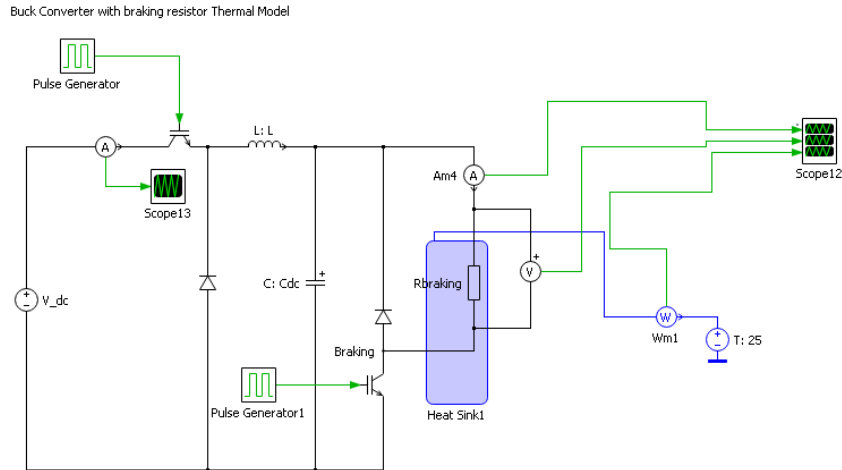 Buck Converter with braking resistor Thermal Model
Pulse Generator
L: L
A
Am4
A
Scope12
Scope13
V_dc
C: Cdc
Rbraking
V
Braking
W
Wm1
T: 25
Pulse Generator1
Heat Sink1